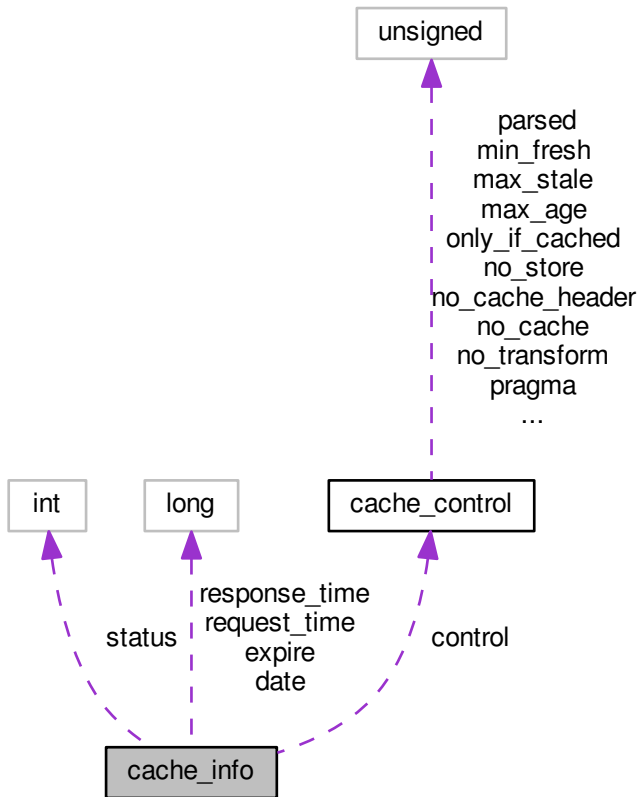 unsigned
parsed
min_fresh
max_stale
max_age
only_if_cached
no_store
no_cache_header
no_cache
no_transform
pragma
...
int
long
cache_control
status
response_time
request_time
expire
date
control
cache_info